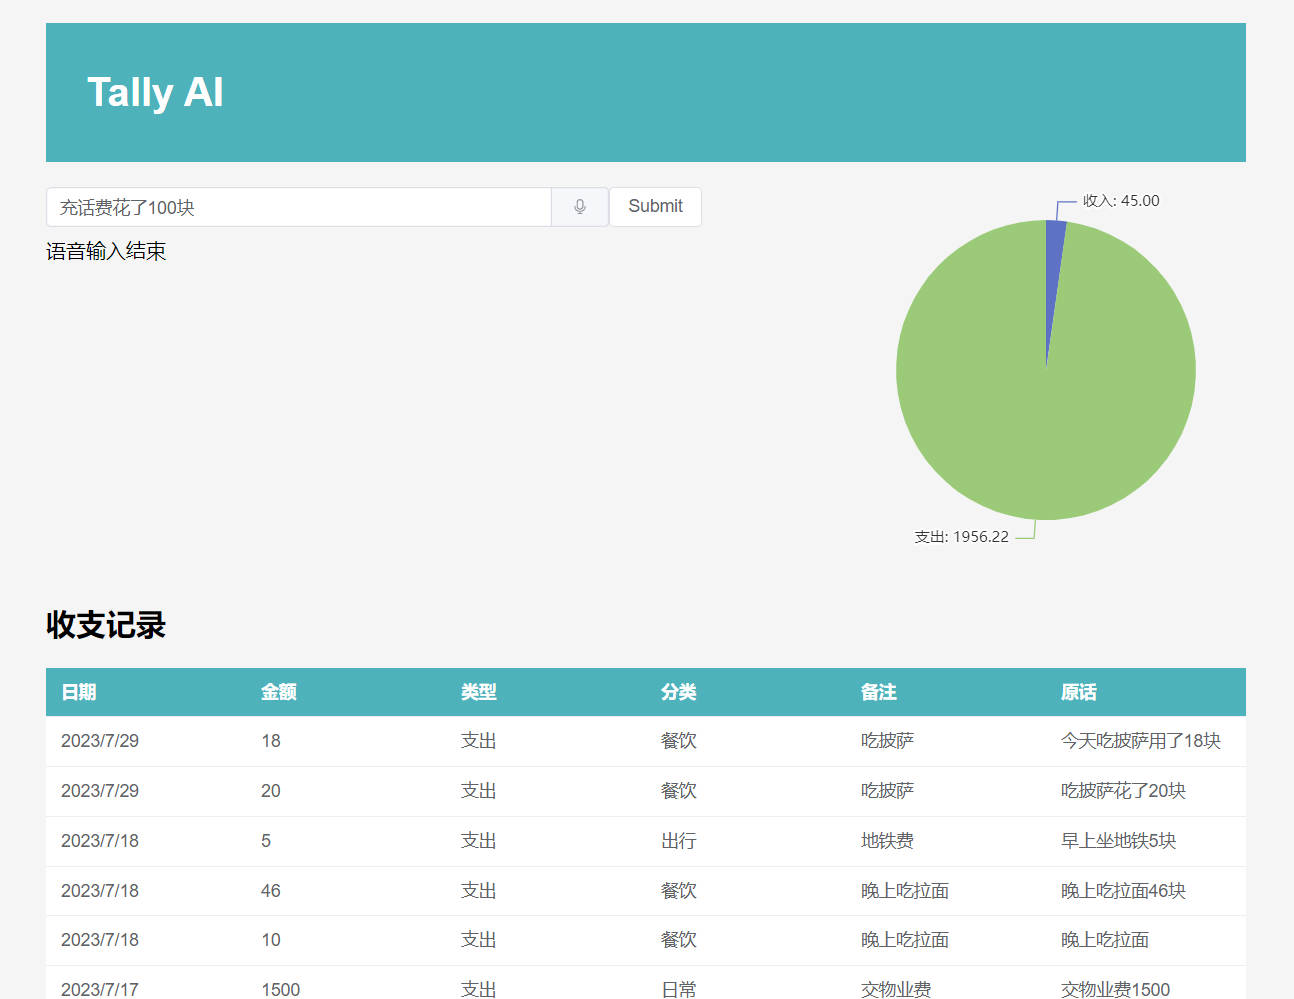 Tally AI
充话费花了100块
Submit
语音输入结束
收入: 45.00
支出: 1956.22
收支记录
日期 金额 类型 分类 备注 原话
2023/7/29 18 支出 餐饮 吃披萨 今天吃披萨用了18块
2023/7/29 20 支出 餐饮 吃披萨 吃披萨花了20块
2023/7/18 5 支出 出行 地铁费 早上坐地铁5块
2023/7/18 46 支出 餐饮 晚上吃拉面 晚上吃拉面46块
2023/7/18 10 支出 餐饮 晚上吃拉面 晚上吃拉面
2023/7/17 1500 支出 日常 交物业费 交物业费1500